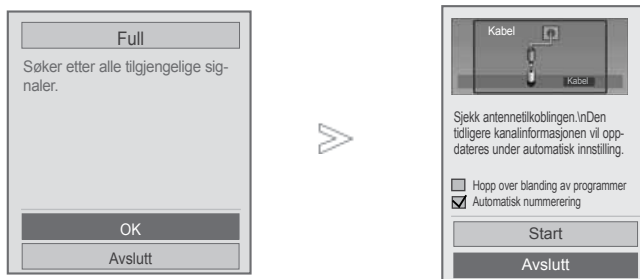 Full
Søker etter alle tilgjengelige sig-
naler.
OK
Avslutt
Kabel
Kabel
Sjekk antennetilkoblingen.\nDen
tidligere kanalinformasjonen vil opp-
dateres under automatisk innstilling.
Hopp over blanding av programmer
Automatisk nummerering
Start
Avslutt